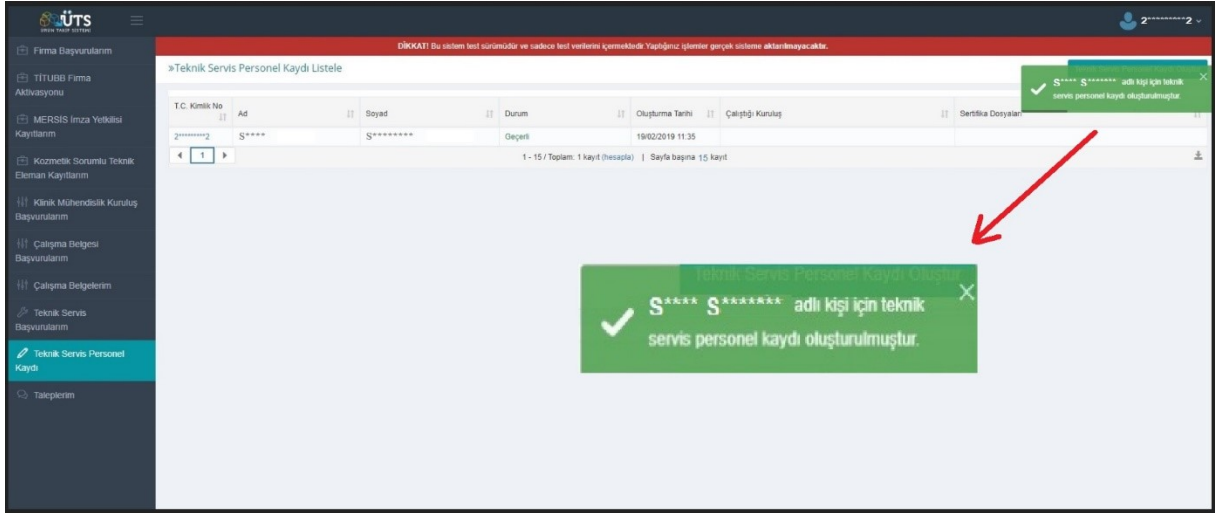 ÜTS
ÜRÜN TAKİP SİSTEMİ
2*********2
Firma Başvurularım
TİTUBB Firma
Aktivasyonu
MERSİS İmza Yetkilisi
Kayıtlarım
Kozmetik Sorumlu Teknik
Eleman Kayıtlarım
Klinik Mühendislik Kuruluş
Başvurularım
Çalışma Belgesi
Başvurularım
Çalışma Belgelerim
Teknik Servis
Başvurularım
Teknik Servis Personel
Kaydı
Taleplerim
DİKKAT! Bu sistem test sürümüdür ve sadece test verilerini içermektedir.Yaptığınız işlemler gerçek sisteme aktarılmayacaktır.
»Teknik Servis Personel Kaydı Listele
S**** S******* adlı kişi için teknik
servis personel kaydı oluşturulmuştur.
T.C. Kimlik No Ad Soyad Durum Oluşturma Tarihi Çalıştığı Kuruluş Sertifika Dosyaları
2*********2 S**** S******** Geçerli 19/02/2019 11:35
1 1 - 15 / Toplam: 1 kayıt (hesapla) | Sayfa başına 15 kayıt
Teknik Servis Personel Kaydı Oluştur
S**** S******* adlı kişi için teknik
servis personel kaydı oluşturulmuştur.